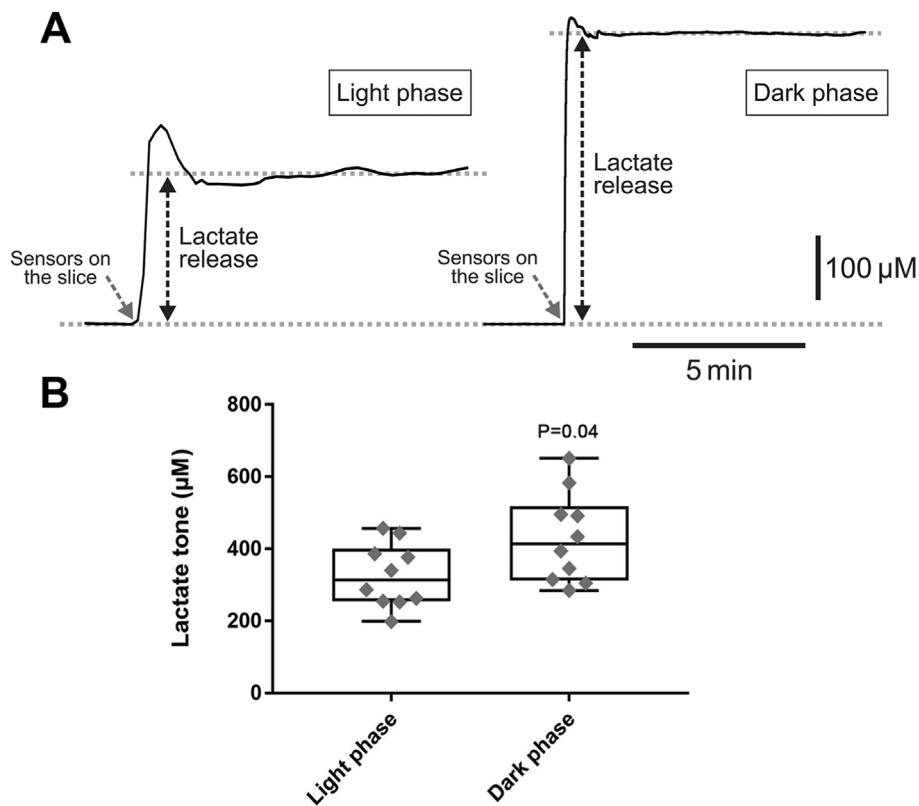 A
Light phase
Dark phase
Lactate
release
Lactate
release
Sensors on
the slice
Sensors on
the slice
100 µM
5 min
B
800
600
400
200
0
Lactate tone (µM)
P=0.04
Light phase
Dark phase